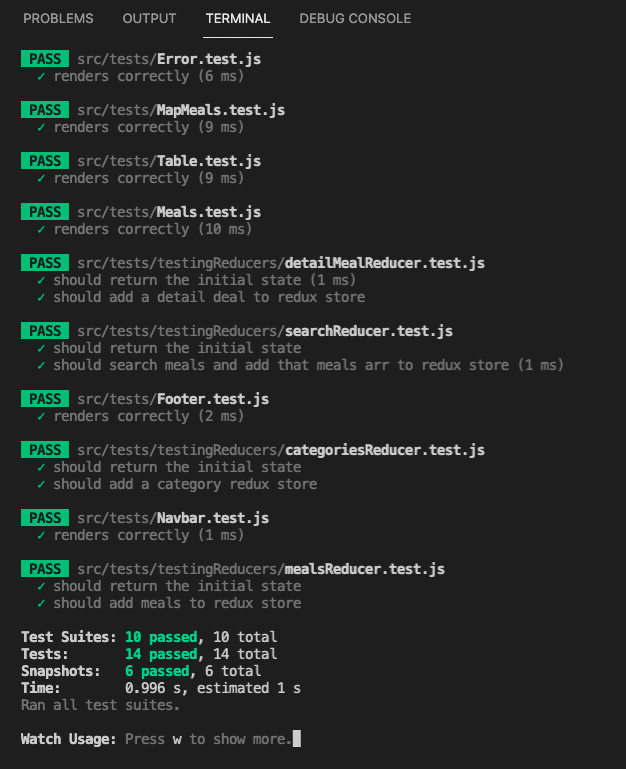 PROBLEMS OUTPUT TERMINAL DEBUG CONSOLE
PASS src/tests/Error.test.js
✓ renders correctly (6 ms)
PASS src/tests/MapMeals.test.js
✓ renders correctly (9 ms)
PASS src/tests/Table.test.js
✓ renders correctly (9 ms)
PASS src/tests/Meals.test.js
✓ renders correctly (10 ms)
PASS src/tests/testingReducers/detailMealReducer.test.js
✓ should return the initial state (1 ms)
✓ should add a detail deal to redux store
PASS src/tests/testingReducers/searchReducer.test.js
✓ should return the initial state
✓ should search meals and add that meals arr to redux store (1 ms)
PASS src/tests/Footer.test.js
✓ renders correctly (2 ms)
PASS src/tests/testingReducers/categoriesReducer.test.js
✓ should return the initial state
✓ should add a category redux store
PASS src/tests/Navbar.test.js
✓ renders correctly (1 ms)
PASS src/tests/testingReducers/mealsReducer.test.js
✓ should return the initial state
✓ should add meals to redux store
Test Suites: 10 passed, 10 total
Tests: 14 passed, 14 total
Snapshots: 6 passed, 6 total
Time: 0.996 s, estimated 1 s
Ran all test suites.
Watch Usage: Press w to show more.